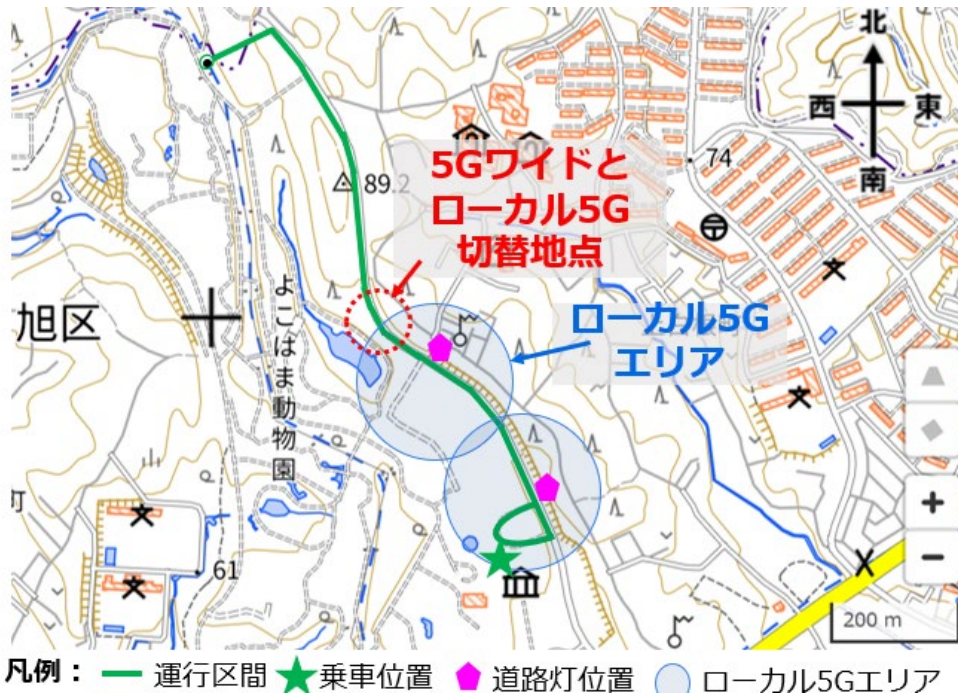 北
西 東
南
74
89.2
5Gワイドと
ローカル5G
切替地点
ローカル5G
エリア
旭区
よこはま動物園
町
61
+
−
200 m
凡例： 運行区間 乗車位置 道路灯位置 ローカル5Gエリア